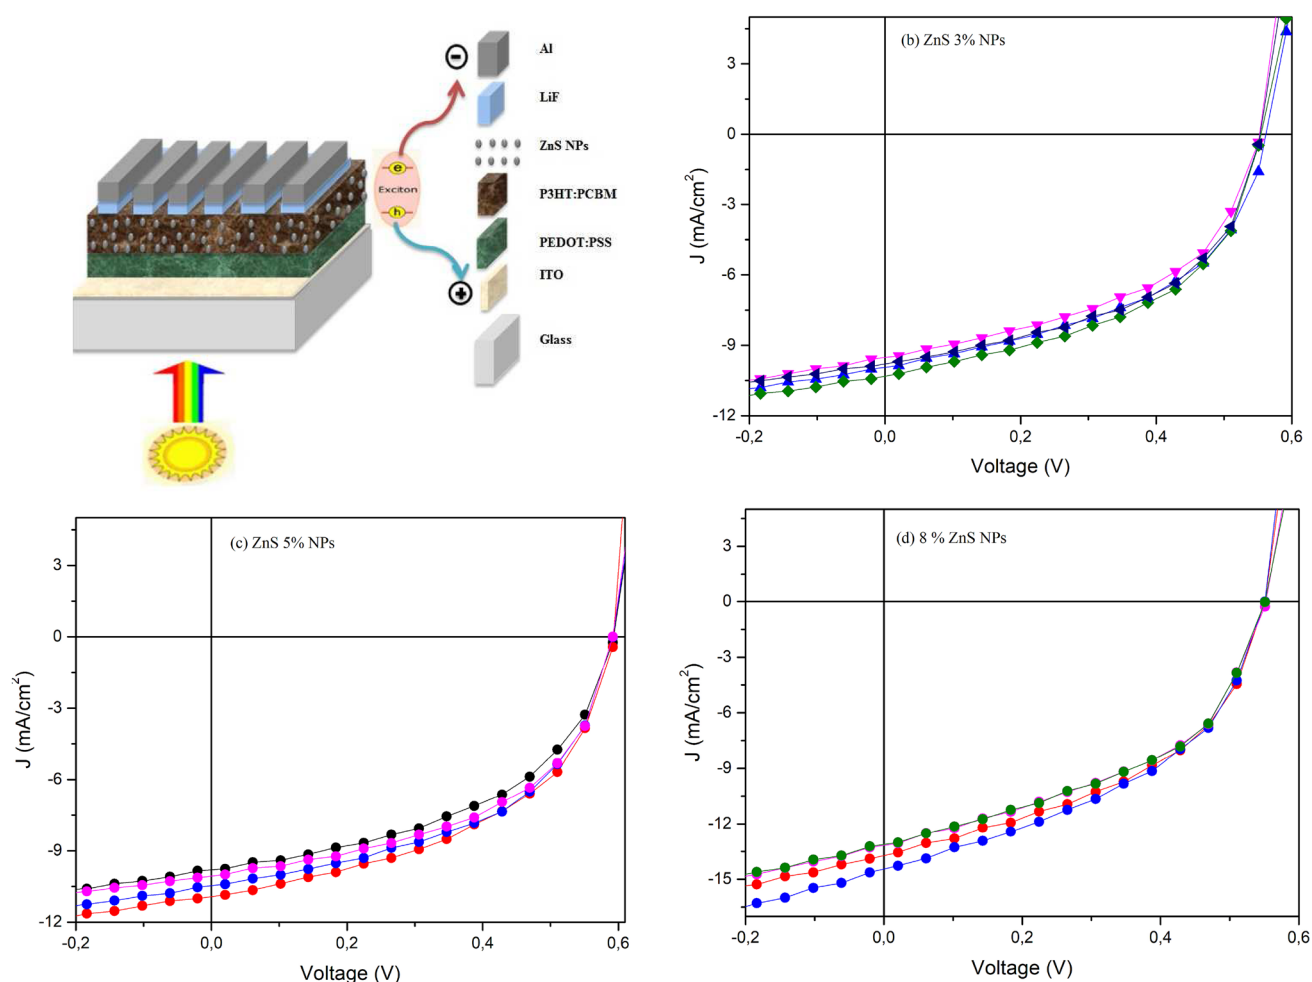 Al
LiF
ZnS NPs
P3HT:PCBM
PEDOT:PSS
ITO
Glass
e
Exciton
h
(b) ZnS 3% NPs
J (mA/cm²)
3
0
-3
-6
-9
-12
-0,2 0,0 0,2 0,4 0,6
Voltage (V)
(c) ZnS 5% NPs
J (mA/cm²)
3
0
-3
-6
-9
-12
-0,2 0,0 0,2 0,4 0,6
Voltage (V)
(d) 8 % ZnS NPs
J (mA/cm²)
3
0
-3
-6
-9
-12
-15
-0,2 0,0 0,2 0,4 0,6
Voltage (V)